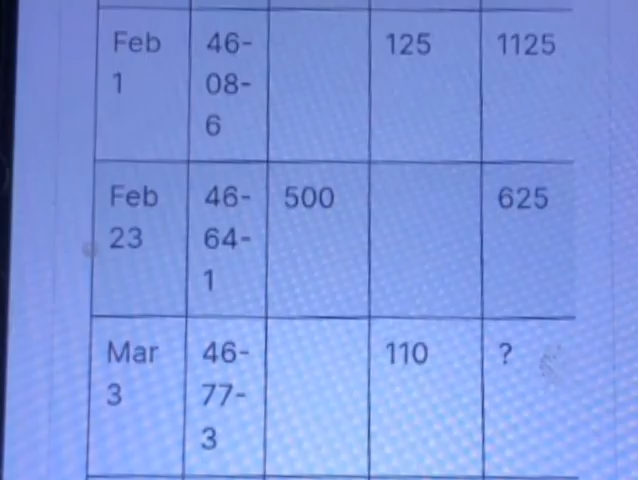 Feb 46- 125 1125
1 08-
6
Feb 46- 500 625
23 64-
1
Mar 46- 110 ?
3 77-
3